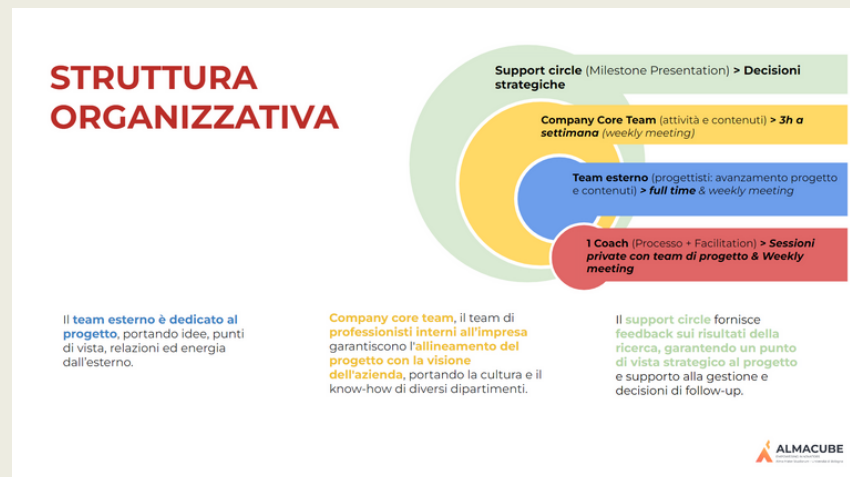 STRUTTURA
ORGANIZZATIVA
Support circle (Milestone Presentation) > Decisioni
strategiche
Company Core Team (attività e contenuti) > 3h a
settimana (weekly meeting)
Team esterno (progettisti: avanzamento progetto
e contenuti) > full time & weekly meeting
1 Coach (Processo + Facilitation) > Sessioni
private con team di progetto & Weekly
meeting
Il team esterno è dedicato al
progetto, portando idee, punti
di vista, relazioni ed energia
dall'esterno.
Company core team, il team di
professionisti interni all'impresa
garantiscono l'allineamento del
progetto con la visione
dell'azienda, portando la cultura e il
know-how di diversi dipartimenti.
Il support circle fornisce
feedback sui risultati della
ricerca, garantendo un punto
di vista strategico al progetto
e supporto alla gestione e
decisioni di follow-up.
ALMACUBE